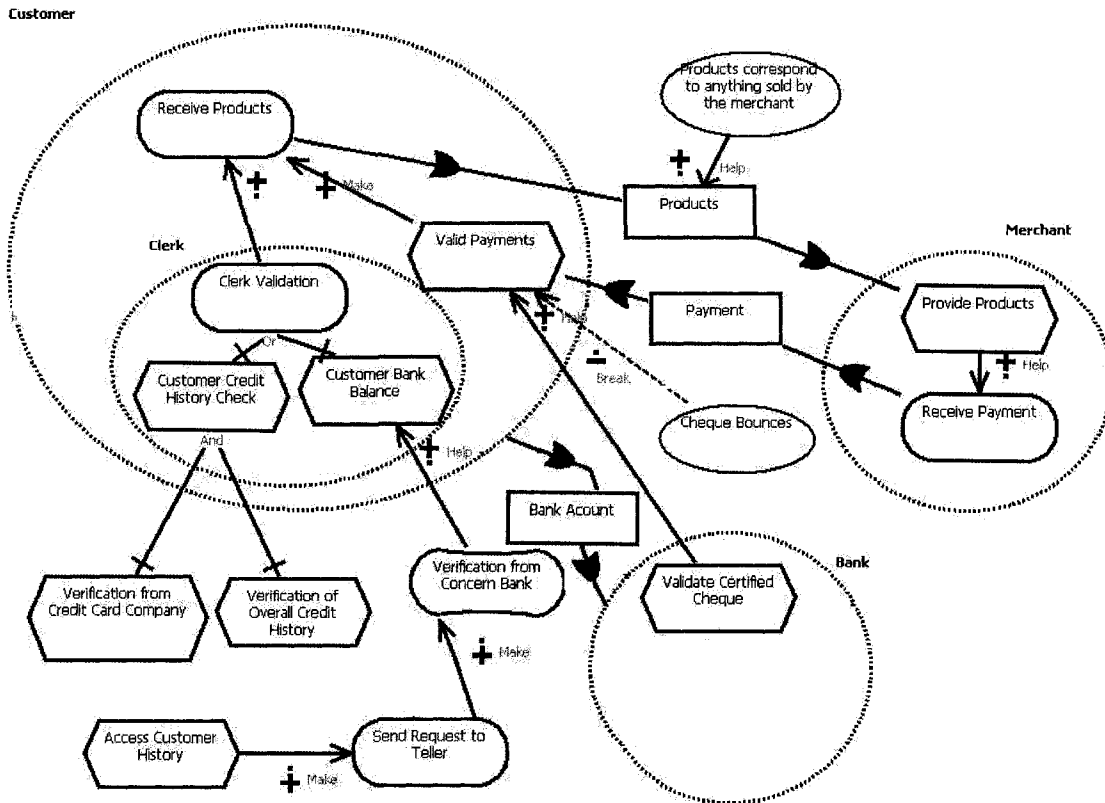 Customer
Products correspond
to anything sold by
the merchant
Receive Products
Help
Make
Products
Clerk
Valid Payments
Merchant
Clerk Validation
Payment
Provide Products
Help
Or
Customer Credit
History Check
Customer Bank
Balance
Break
Help
Receive Payment
And
Cheque Bounces
Help
Bank Acount
Bank
Verification from
Concern Bank
Validate Certified
Cheque
Verification from
Credit Card Company
Verification of
Overall Credit
History
Make
Access Customer
History
Send Request to
Teller
Make